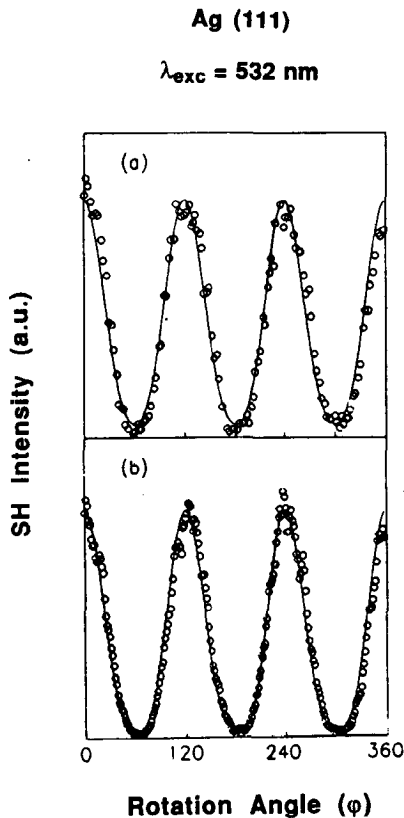 Ag (111)
λexc = 532 nm
(a)
SH Intensity (a.u.)
(b)
0 120 240 360
Rotation Angle (φ)